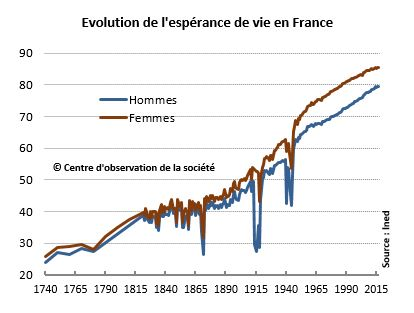 Evolution de l'espérance de vie en France
90
80
70
60
50
40
30
20
Hommes
Femmes
© Centre d'observation de la société
Source : Ined
1740 1765 1790 1815 1840 1865 1890 1915 1940 1965 1990 2015